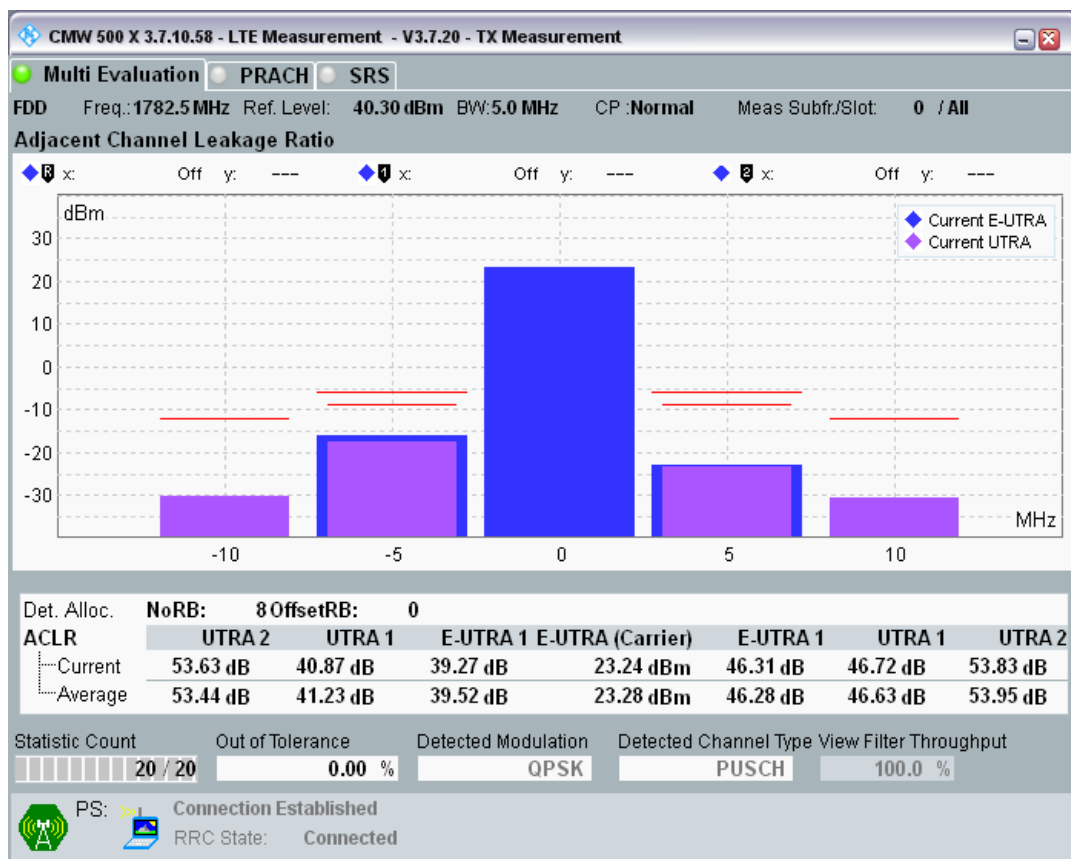 CMW 500 X 3.7.10.58 - LTE Measurement - V3.7.20 - TX Measurement
Multi Evaluation PRACH SRS
FDD Freq.: 1782.5 MHz Ref. Level: 40.30 dBm BW: 5.0 MHz CP : Normal Meas Subfr./Slot: 0 / All
Adjacent Channel Leakage Ratio
R x: Off y: --- 1 x: Off y: --- 2 x: Off y: ---
dBm
Current E-UTRA
Current UTRA
30
20
10
0
-10
-20
-30
MHz
-10 -5 0 5 10
Det. Alloc. NoRB: 8 OffsetRB: 0
ACLR UTRA 2 UTRA 1 E-UTRA 1 E-UTRA (Carrier) E-UTRA 1 UTRA 1 UTRA 2
Current 53.63 dB 40.87 dB 39.27 dB 23.24 dBm 46.31 dB 46.72 dB 53.83 dB
Average 53.44 dB 41.23 dB 39.52 dB 23.28 dBm 46.28 dB 46.63 dB 53.95 dB
Statistic Count Out of Tolerance Detected Modulation Detected Channel Type View Filter Throughput
20 / 20 0.00 % QPSK PUSCH 100.0 %
PS: Connection Established
RRC State: Connected